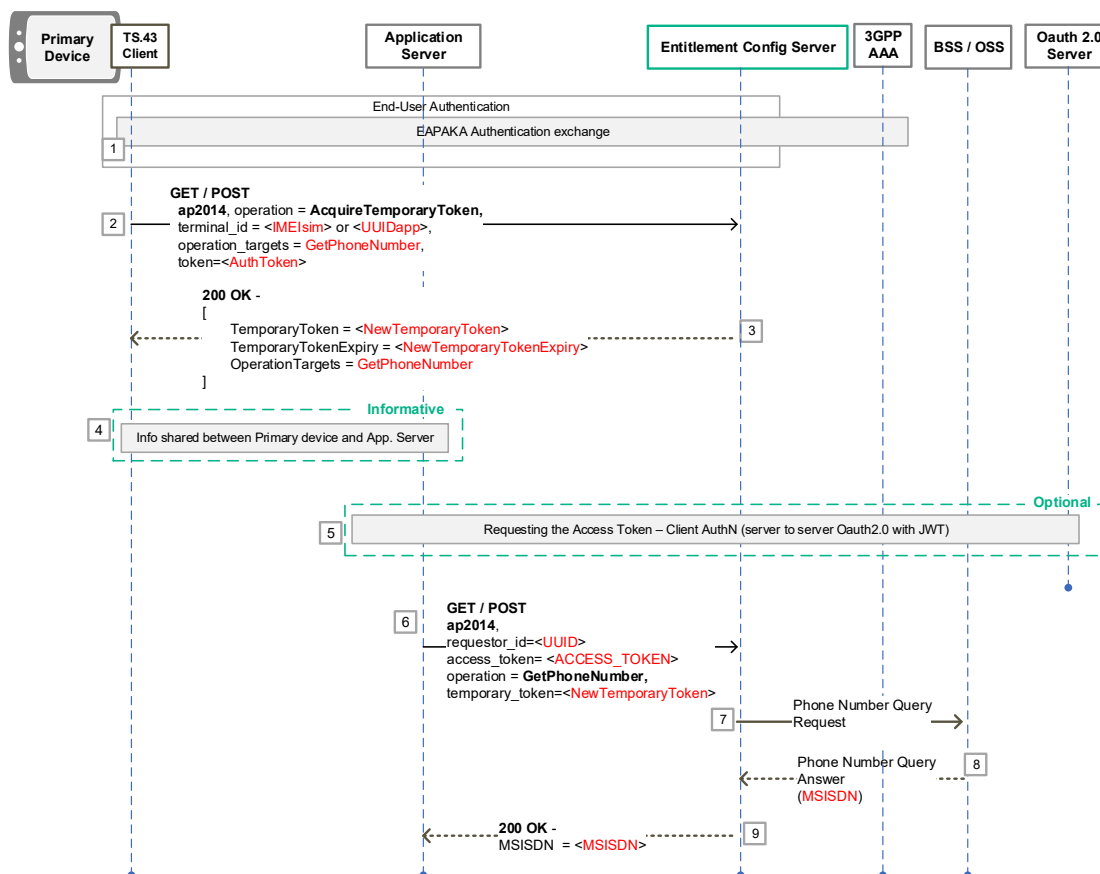 Primary
Device
TS.43
Client
Application
Server
Entitlement Config Server
3GPP
AAA
BSS / OSS
Oauth 2.0
Server
End-User Authentication
EAPAKA Authentication exchange
1
GET / POST
ap2014, operation = AcquireTemporaryToken,
2
terminal_id = <IMEIsim> or <UUIDapp>,
operation_targets = GetPhoneNumber,
token=<AuthToken>
200 OK -
[
TemporaryToken = <NewTemporaryToken>
3
TemporaryTokenExpiry = <NewTemporaryTokenExpiry>
OperationTargets = GetPhoneNumber
]
Informative
4
Info shared between Primary device and App. Server
Optional
5
Requesting the Access Token – Client AuthN (server to server Oauth2.0 with JWT)
6
GET / POST
ap2014,
requestor_id=<UUID>
access_token= <ACCESS_TOKEN>
operation = GetPhoneNumber,
temporary_token=<NewTemporaryToken>
7
Phone Number Query
Request
Phone Number Query
Answer
(MSISDN)
8
200 OK -
MSISDN = <MSISDN>
9